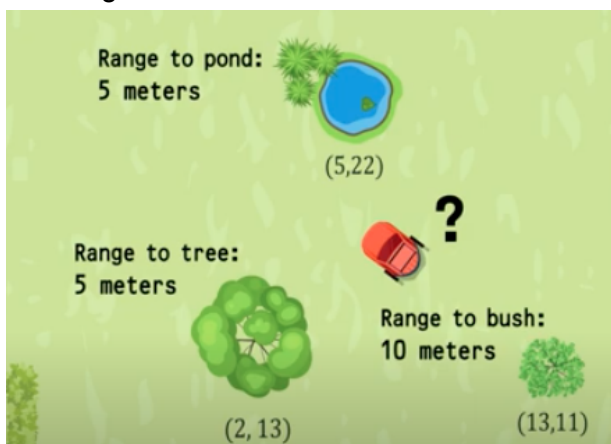 Range to pond:
5 meters
(5,22)
?
Range to tree:
5 meters
Range to bush:
10 meters
(2, 13)
(13,11)